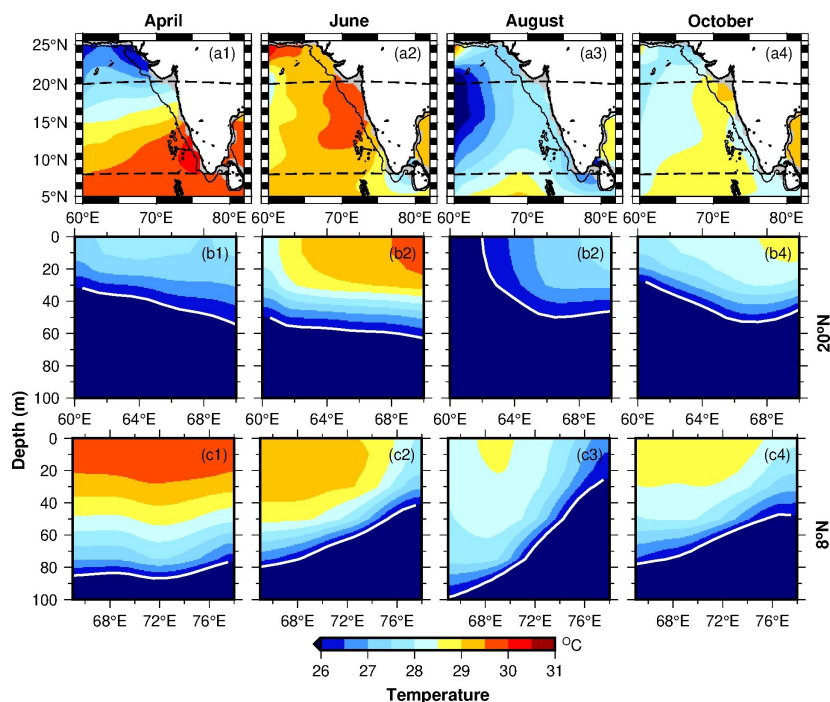 April June August October
25°N (a1) (a2) (a3) (a4)
20°N
15°N
10°N
5°N
60°E 70°E 80°E 60°E 70°E 80°E 60°E 70°E 80°E 60°E 70°E 80°E
0 (b1) (b2) (b2) (b4)
20
40
60
80
100
20°N
60°E 64°E 68°E 60°E 64°E 68°E 60°E 64°E 68°E 60°E 64°E 68°E
Depth (m)
0 (c1) (c2) (c3) (c4)
20
40
60
80
100
8°N
68°E 72°E 76°E 68°E 72°E 76°E 68°E 72°E 76°E 68°E 72°E 76°E
°C
26 27 28 29 30 31
Temperature